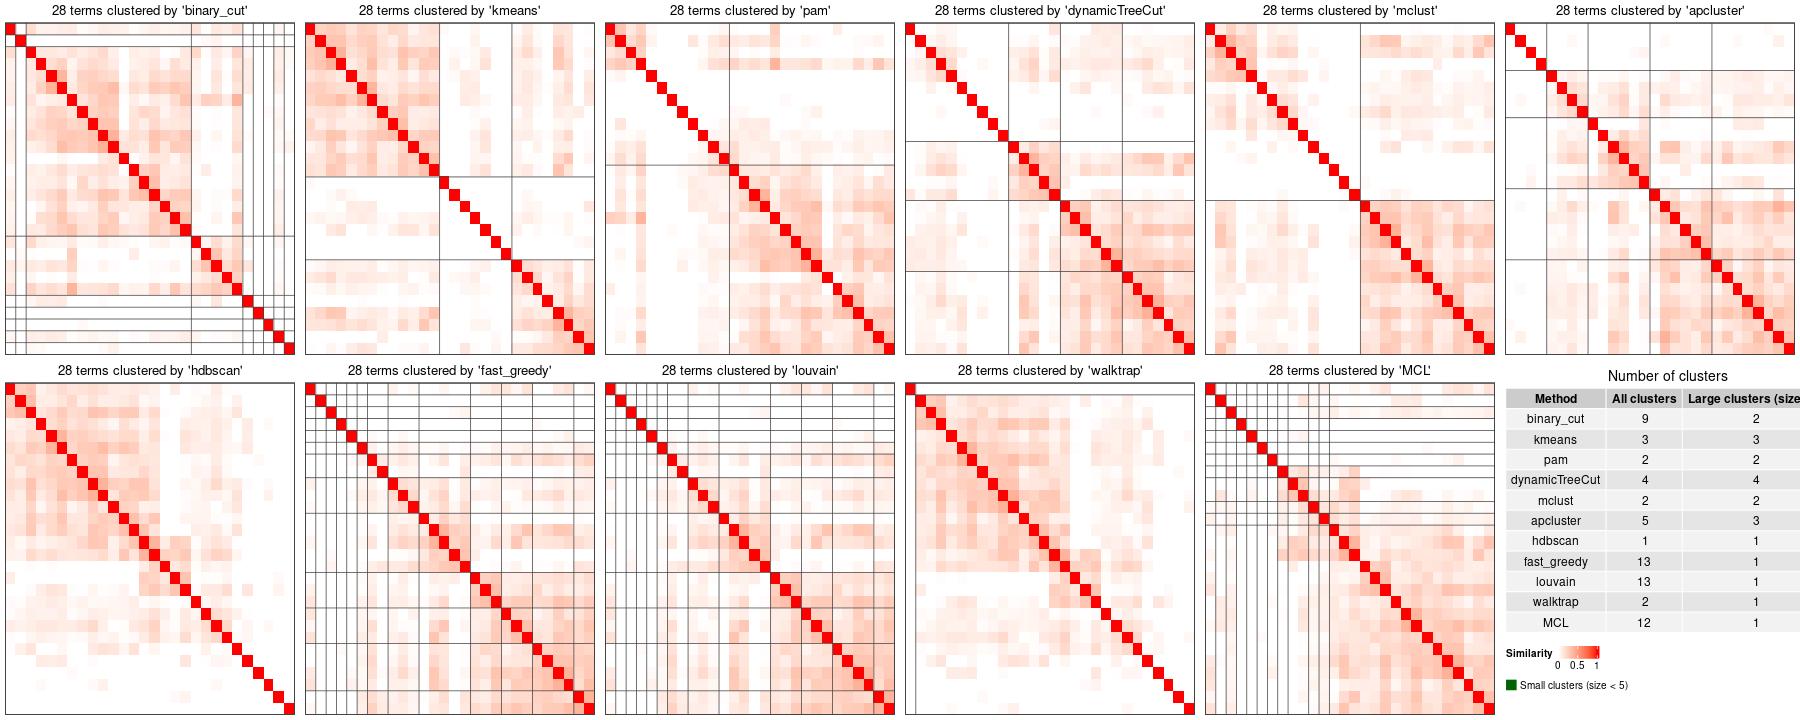 28 terms clustered by 'binary_cut'
28 terms clustered by 'kmeans'
28 terms clustered by 'pam'
28 terms clustered by 'dynamicTreeCut'
28 terms clustered by 'mclust'
28 terms clustered by 'apcluster'
28 terms clustered by 'hdbscan'
28 terms clustered by 'fast_greedy'
28 terms clustered by 'louvain'
28 terms clustered by 'walktrap'
28 terms clustered by 'MCL'
Number of clusters
Method All clusters Large clusters (size
binary_cut 9 2
kmeans 3 3
pam 2 2
dynamicTreeCut 4 4
mclust 2 2
apcluster 5 3
hdbscan 1 1
fast_greedy 13 1
louvain 13 1
walktrap 2 1
MCL 12 1
Similarity
0 0.5 1
Small clusters (size < 5)